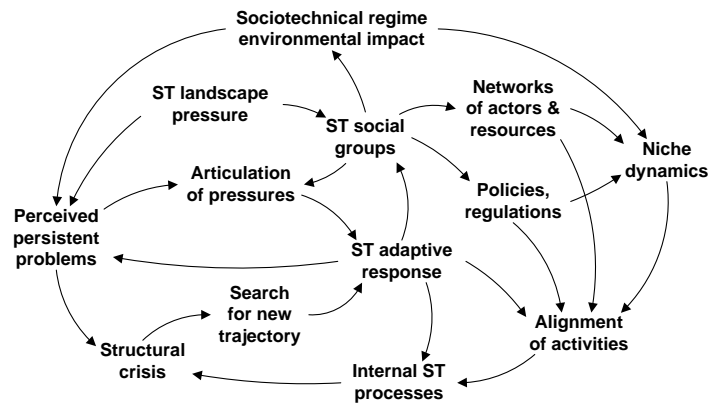 Sociotechnical regime
environmental impact
ST landscape
pressure
Networks
of actors &
resources
ST social
groups
Niche
dynamics
Articulation
of pressures
Policies,
regulations
Perceived
persistent
problems
ST adaptive
response
Search
for new
trajectory
Alignment
of activities
Structural
crisis
Internal ST
processes